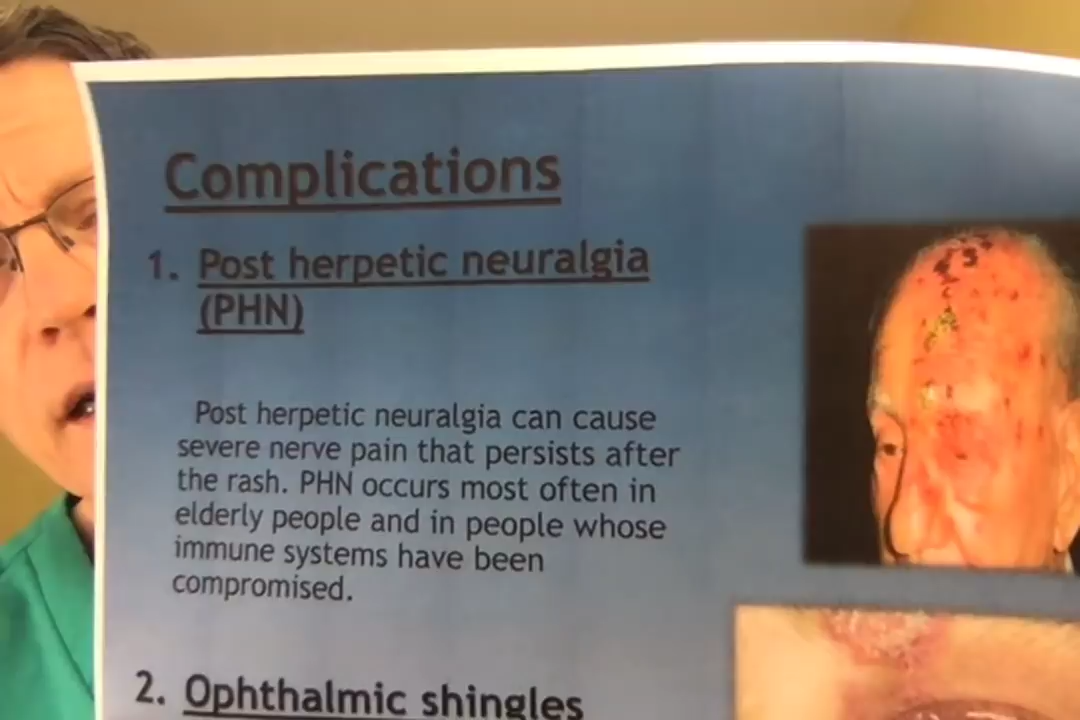 Complications
1. Post herpetic neuralgia
(PHN)
Post herpetic neuralgia can cause
severe nerve pain that persists after
the rash. PHN occurs most often in
elderly people and in people whose
immune systems have been
compromised.
2. Ophthalmic shingles